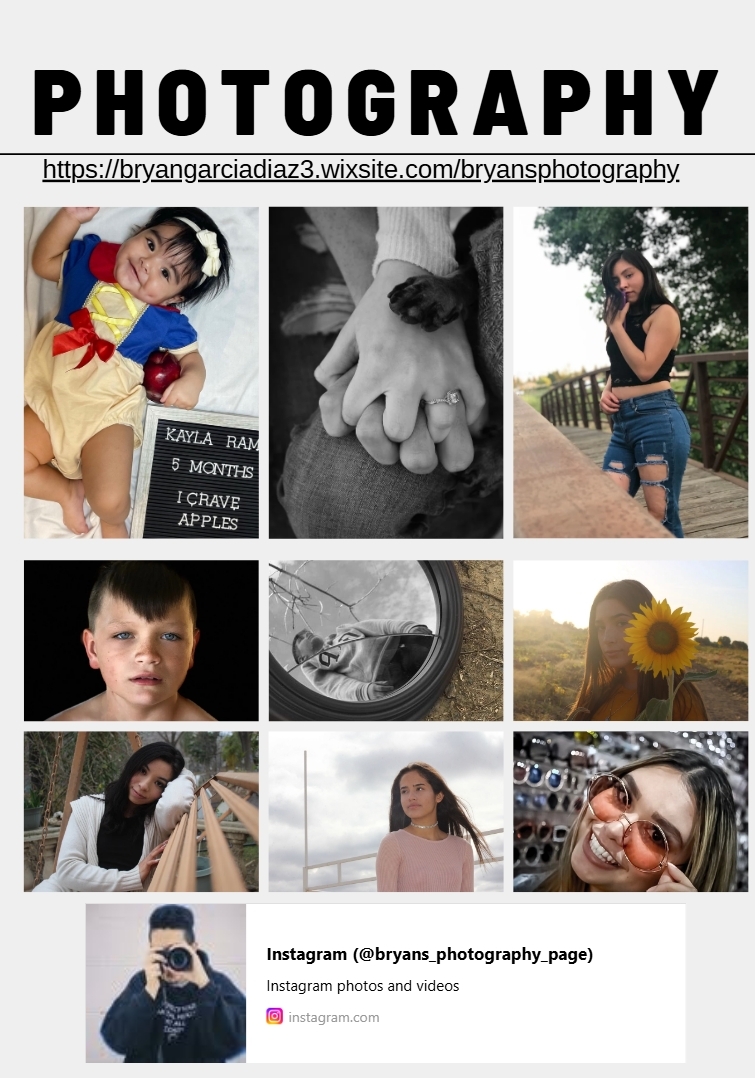 PHOTOGRAPHY
https://bryangarciadiaz3.wixsite.com/bryansphotography
KAYLA RAM
5 MONTHS
I CRAVE
APPLES
Instagram (@bryans_photography_page)
Instagram photos and videos
instagram.com